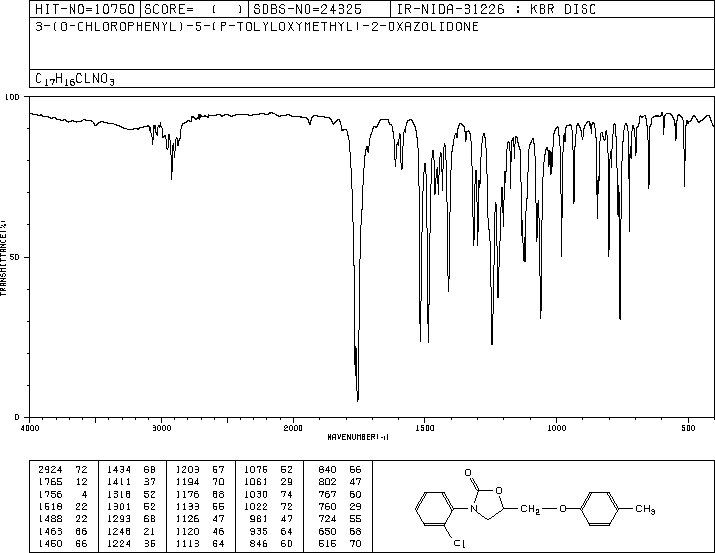 HIT-NO=10750 SCORE= ( ) SDBS-NO=24325 IR-NIDA-31226 : KBR DISC
3-(O-CHLOROPHENYL)-5-(P-TOLYLOXYMETHYL)-2-OXAZOLIDONE
C17H16CLNO3
100
TRANSMITTANCE(%)
50
0
4000 3000 2000 1500 1000 500
WAVENUMBER(-1)
2924 72 1434 68 1203 67 1076 52 840 56
1765 12 1411 37 1194 70 1061 29 802 47
1756 4 1318 52 1176 68 1030 74 767 60
1518 22 1301 52 1133 55 1022 72 760 29
1488 22 1293 68 1126 47 981 47 724 55
1463 66 1248 21 1120 46 935 64 650 68
1450 66 1224 36 1113 64 846 60 515 70
O
O
N
CH2 O CH3
Cl